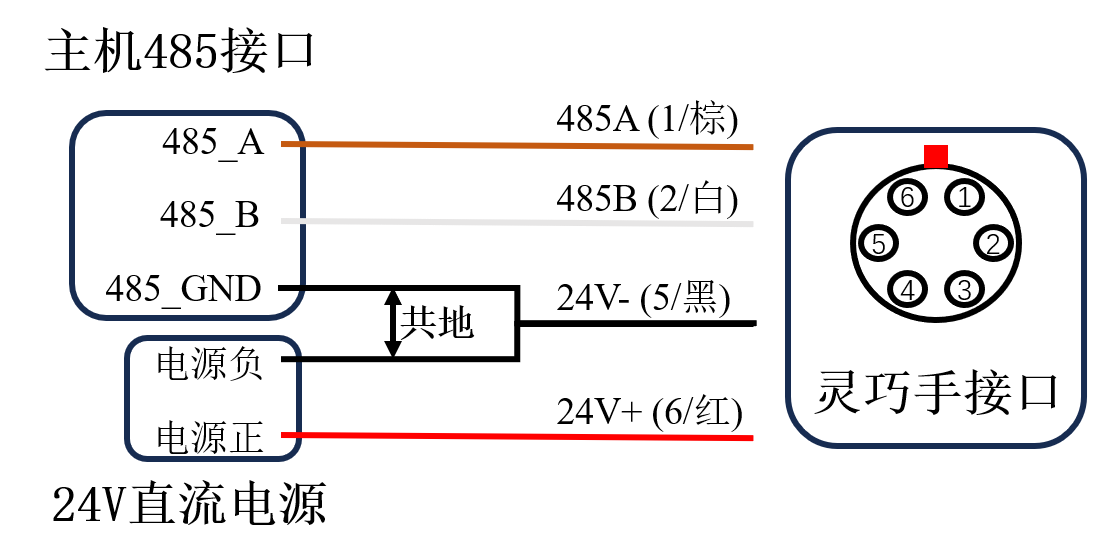 主机485接口
485_A
485_B
485_GND
电源负
电源正
24V直流电源
共地
485A (1/棕)
485B (2/白)
24V- (5/黑)
24V+ (6/红)
6
1
5
2
4
3
灵巧手接口